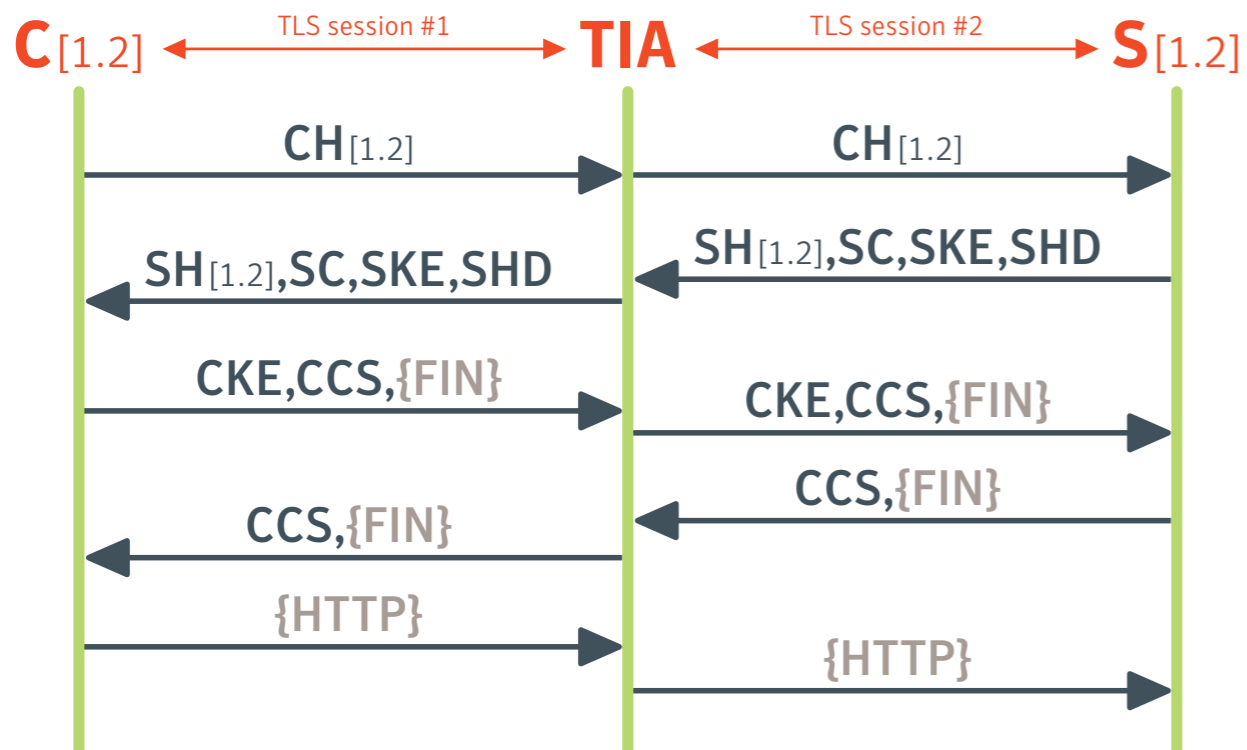 C[1.2] TLS session #1 TIA TLS session #2 S[1.2]
CH[1.2] CH[1.2]
SH[1.2],SC,SKE,SHD
SH[1.2],SC,SKE,SHD
CKE,CCS,{FIN}
CKE,CCS,{FIN}
CCS,{FIN}
CCS,{FIN}
{HTTP}
{HTTP}